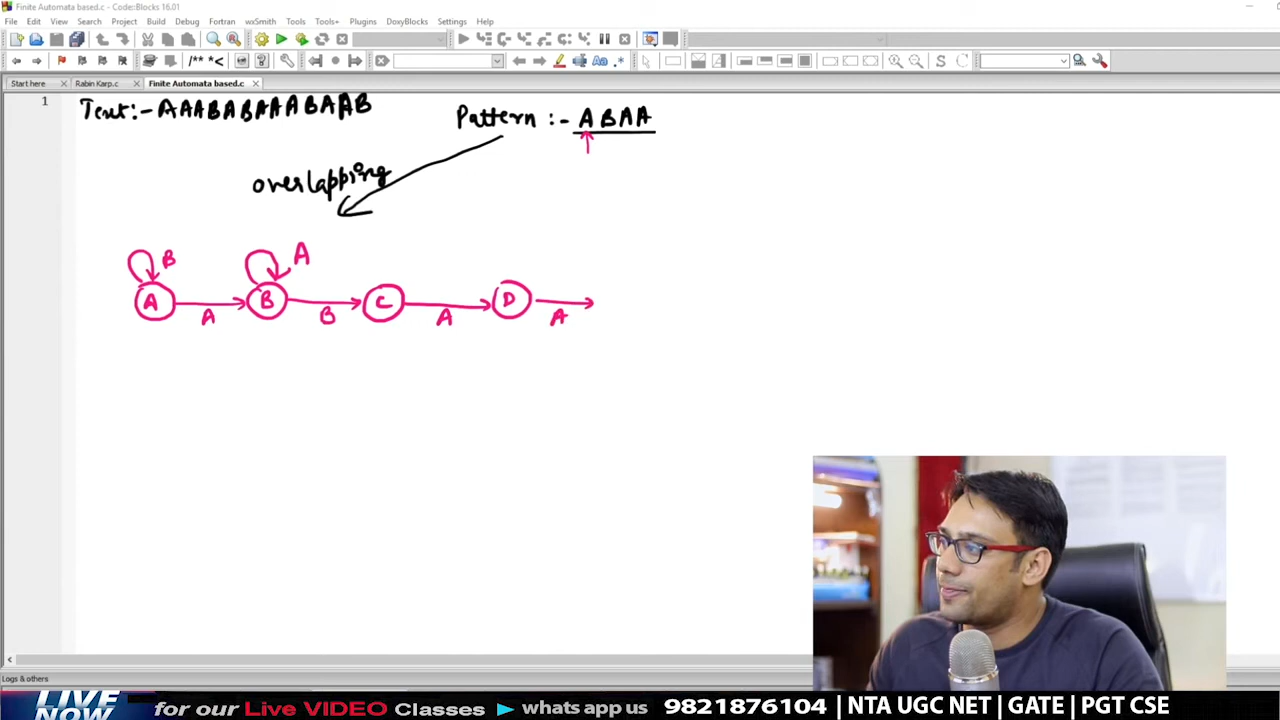 Finite Automata based.c - Code::Blocks 16.01
File Edit View Search Project Build Debug Fortran wxSmith Tools Tools+ Plugins DoxyBlocks Settings Help
Start here Rabin Karp.c Finite Automata based.c
1
Text:- AAABABAAABAAB
Pattern :- ABAA
overlapping
B A
A B C D
A B A A
Logs & others
LIVE NOW for our Live VIDEO Classes whats app us 9821876104 | NTA UGC NET | GATE | PGT CSE